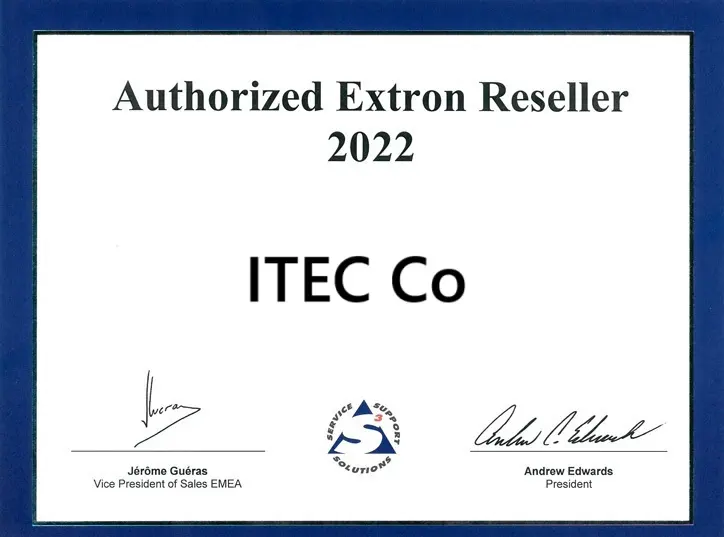 Authorized Extron Reseller
2022
ITEC Co
SERVICE SUPPORT
SOLUTIONS
S3
Jérôme Guéras
Vice President of Sales EMEA
Andrew Edwards
President